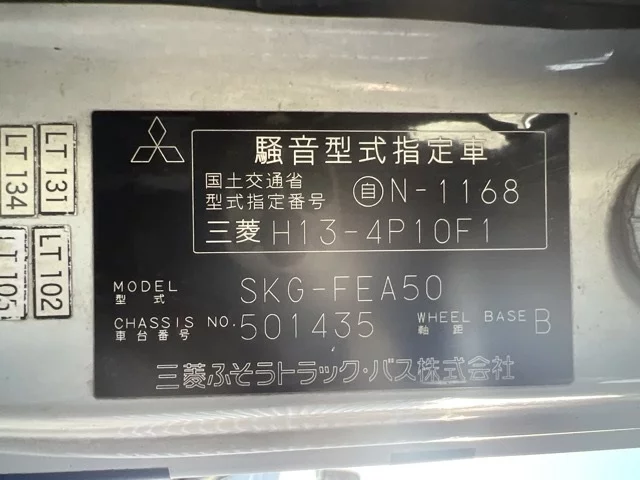 騒音型式指定車
国土交通省
型式指定番号 自N-1168
三菱 H13-4P10F1
MODEL
型式 SKG-FEA50
CHASSIS NO. 501435 WHEEL BASE B
車台番号 軸距
三菱ふそうトラック・バス株式会社
LT 131
LT 134
LT 102
LT 105